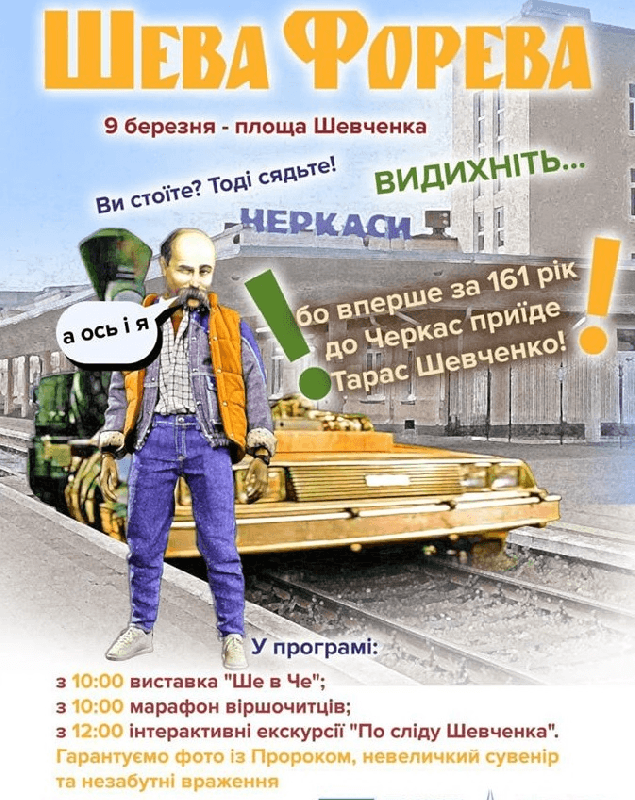 Шева Форева
9 березня - площа Шевченка
Ви стоїте? Тоді сядьте!
ВИДИХНІТЬ...
ЧЕРКАСИ
а ось і я
!
бо вперше за 161 рік
до Черкас приїде
Тарас Шевченко!
У програмі:
з 10:00 виставка "Ше в Че";
з 10:00 марафон віршочитців;
з 12:00 інтерактивні екскурсії "По сліду Шевченка".
Гарантуємо фото із Пророком, невеличкий сувенір
та незабутні враження